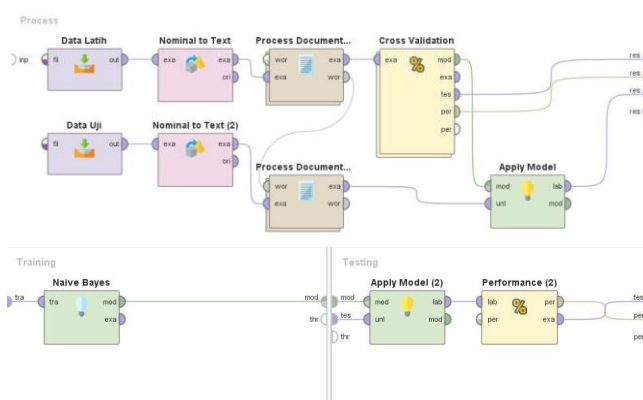 Process
Data Latih
Nominal to Text
Process Document...
Cross Validation
inp
fil
out
exa
exa
ori
wor
exa
exa
wor
exa
mod
exa
tes
per
per
res
res
res
res
Data Uji
Nominal to Text (2)
Process Document...
Apply Model
fil
out
exa
exa
ori
wor
exa
exa
wor
mod
unl
lab
mod
Training
Naive Bayes
tra
tra
mod
exa
mod
thr
Testing
Apply Model (2)
Performance (2)
mod
tes
thr
mod
unl
lab
mod
lab
per
per
exa
tes
per
per